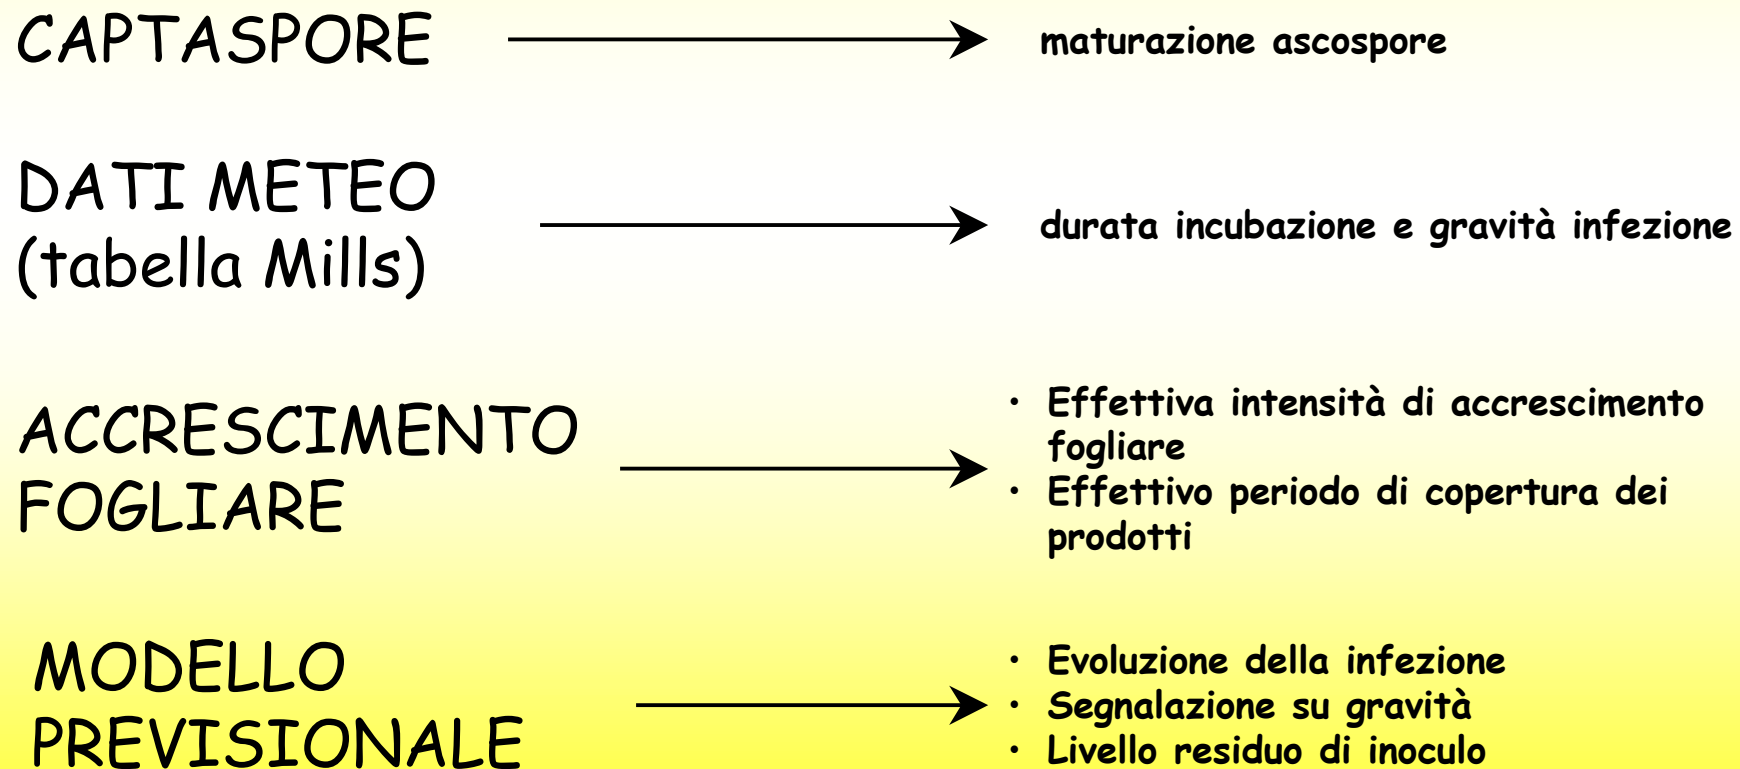 CAPTASPORE
maturazione ascospore
DATI METEO
(tabella Mills)
durata incubazione e gravità infezione
ACCRESCIMENTO
FOGLIARE
• Effettiva intensità di accrescimento
fogliare
• Effettivo periodo di copertura dei
prodotti
MODELLO
PREVISIONALE
• Evoluzione della infezione
• Segnalazione su gravità
• Livello residuo di inoculo